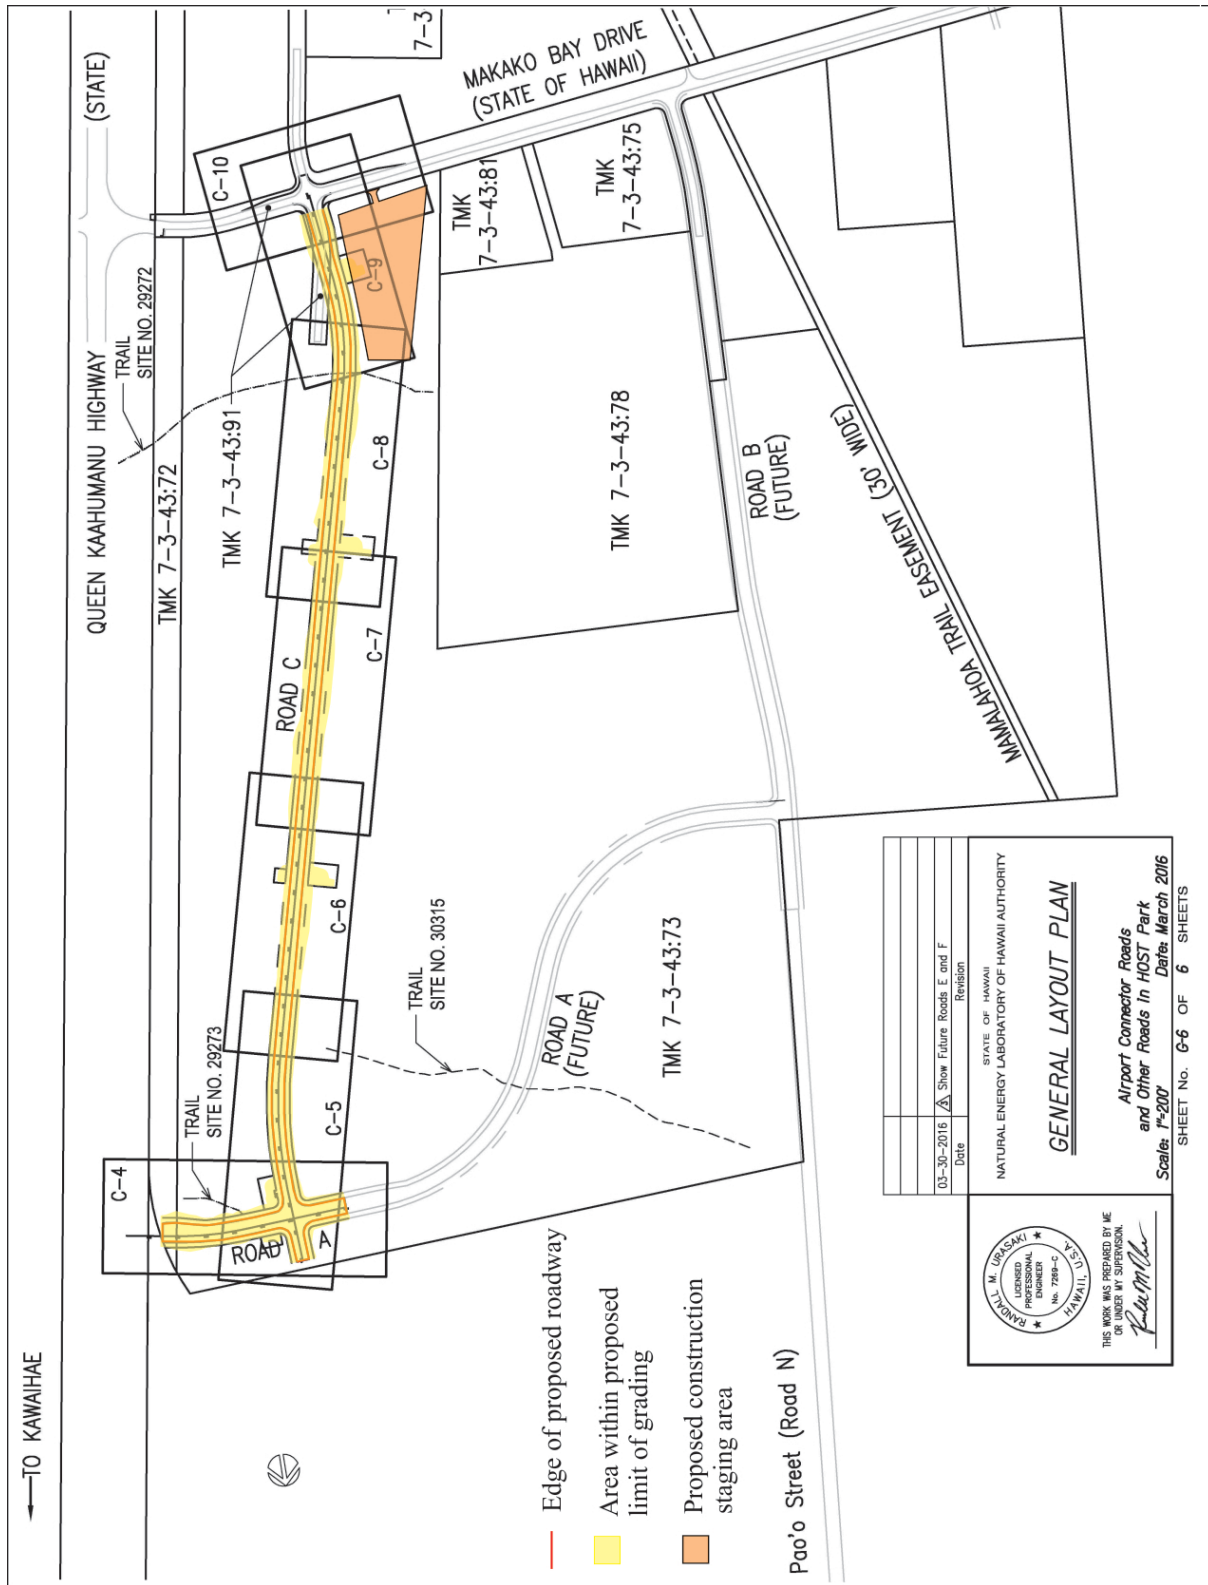 TO KAWAIHAE
QUEEN KAAHUMANU HIGHWAY
(STATE)
TRAIL
SITE NO. 29272
TMK 7-3-43:72
TMK 7-3-43:91
7-3
MAKAKO BAY DRIVE
(STATE OF HAWAII)
C-10
C-9
C-8
C-7
C-6
C-5
C-4
ROAD C
ROAD A
TRAIL
SITE NO. 29273
TRAIL
SITE NO. 30315
TMK
7-3-43:81
TMK
7-3-43:75
TMK 7-3-43:78
ROAD B
(FUTURE)
ROAD A
(FUTURE)
TMK 7-3-43:73
MAMALAHOA TRAIL EASEMENT (30' WIDE)
Edge of proposed roadway
Area within proposed
limit of grading
Proposed construction
staging area
Pao'o Street (Road N)
RANDALL M. URASAKI
LICENSED
PROFESSIONAL
ENGINEER
No. 7269-C
HAWAII, U.S.A.
THIS WORK WAS PREPARED BY ME
OR UNDER MY SUPERVISION.
03-30-2016 Show Future Roads E and F
Date Revision
STATE OF HAWAII
NATURAL ENERGY LABORATORY OF HAWAII AUTHORITY
GENERAL LAYOUT PLAN
Airport Connector Roads
and Other Roads In HOST Park
Scale: 1"=200' Date: March 2016
SHEET No. G-6 OF 6 SHEETS